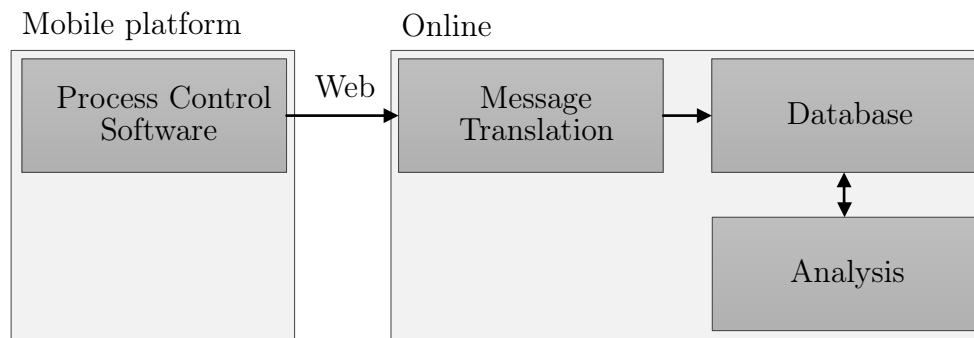 Mobile platform
Online
Process Control
Software
Web
Message
Translation
Database
Analysis